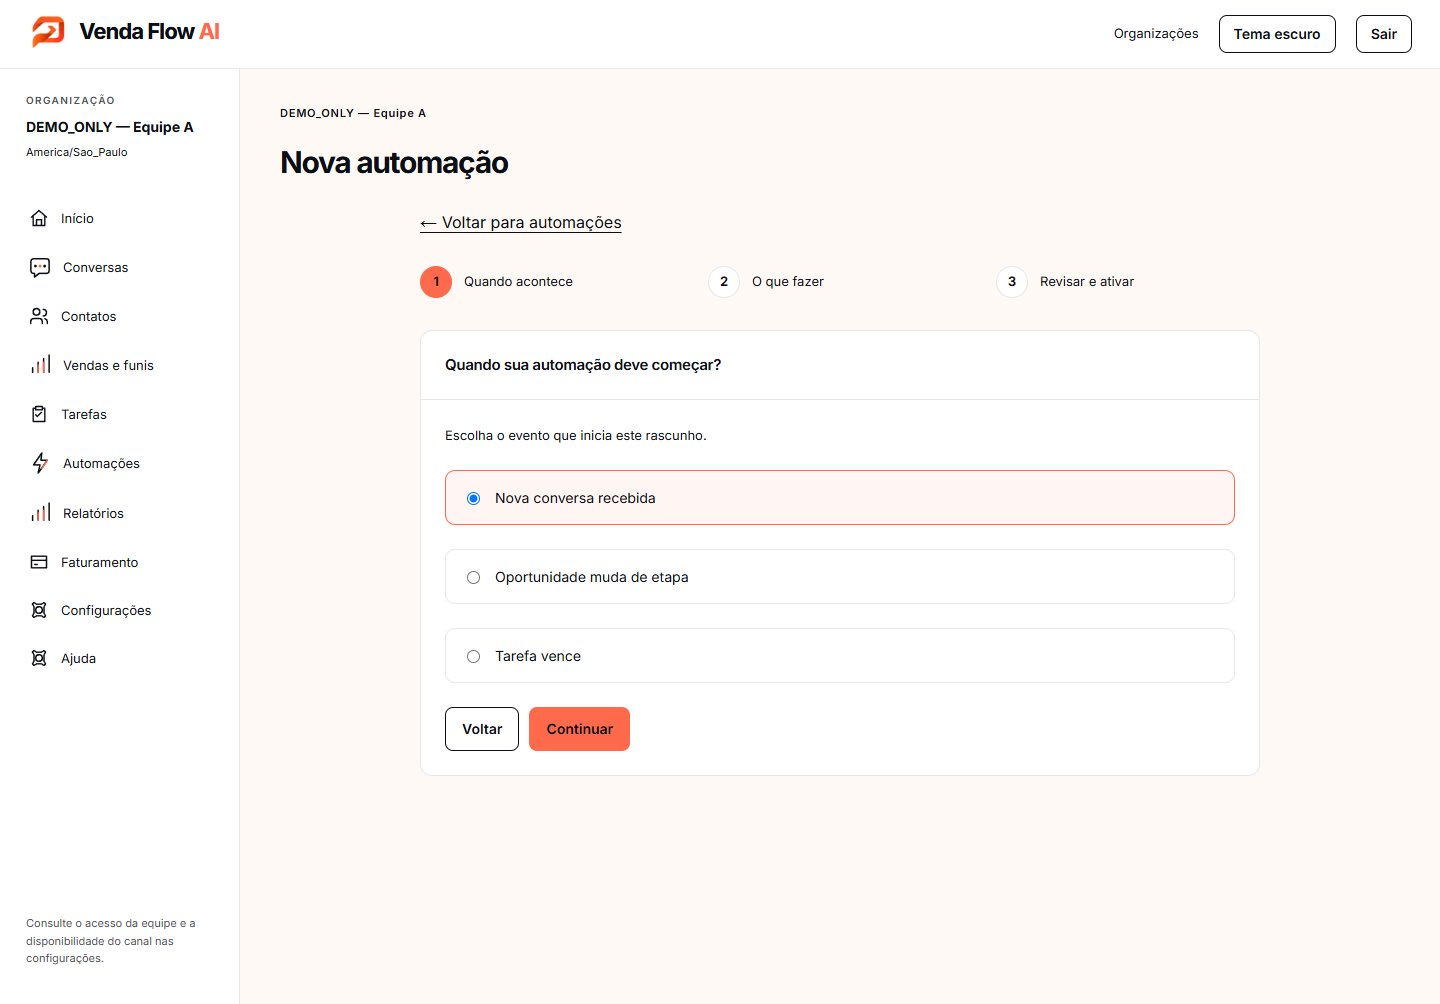 Venda Flow AI
Organizações
Tema escuro
Sair
ORGANIZAÇÃO
DEMO_ONLY — Equipe A
America/Sao_Paulo
Início
Conversas
Contatos
Vendas e funis
Tarefas
Automações
Relatórios
Faturamento
Configurações
Ajuda
Consulte o acesso da equipe e a
disponibilidade do canal nas
configurações.
DEMO_ONLY — Equipe A
Nova automação
← Voltar para automações
1 Quando acontece
2 O que fazer
3 Revisar e ativar
Quando sua automação deve começar?
Escolha o evento que inicia este rascunho.
Nova conversa recebida
Oportunidade muda de etapa
Tarefa vence
Voltar
Continuar